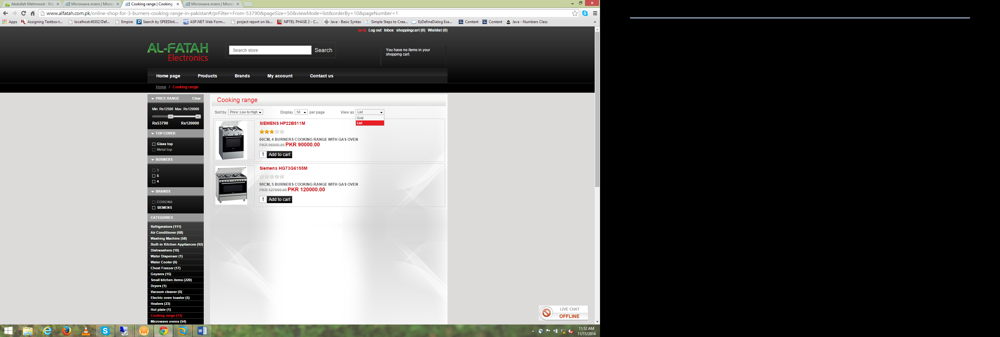 Abdullah Mehmood - Vid
Microwave ovens | Microw
Cooking range | Cooking
Microwave ovens | Microw
www.alfatah.com.pk/online-shop-for-3-burners-cooking-range-in-pakistan#/prFilter=From-53790&pageSize=50&viewMode=list&orderBy=10&pageNumber=1
Apps
Assigning Textbox t...
localhost:49302/Def...
Empire
Search by SPEEDbit....
ASP.NET Web Form...
project report on lib...
NPTEL PHASE 2 - C...
Java - Basic Syntax
Simple Steps to Crea...
EzDefineDialog Exa...
Content
Content
Java - Numbers Class
»
tariq Log out Inbox shoppingcart (0) Wishlist (0)
AL-FATAH
Electronics
Search store
Search
You have no items in your
shopping cart.
Home page
Products
Brands
My account
Contact us
Home / Cooking range
PRICE RANGE Clear
Min: Rs12500 Max: Rs120000
Rs53790 Rs120000
TOP COVER
Glass top
Metal top
BURNERS
3
5
4
BRANDS
CORONA
SIEMENS
CATEGORIES
Refrigerators (111)
Air Conditioner (68)
Washing Machine (58)
Built-in Kitchen Appliances (92)
Dishwashers (10)
Water Dispenser (1)
Water Cooler (6)
Chest Freezer (17)
Geysers (15)
Small kitchen items (220)
Dryers (1)
Vacuum cleaner (0)
Electric oven toaster (5)
Heaters (23)
Hot plate (1)
Cooking range (13)
Microwave ovens (54)
Cooking range
Sort by Price: Low to High
Display 50 per page
View as List
Grid
List
SIEMENS HP22B511M
60CM, 4 BURNERS COOKING RANGE WITH GAS OVEN
PKR 96000.00 PKR 90000.00
1 Add to cart
Siemens HG73G6155M
90CM, 5 BURNERS COOKING RANGE WITH GAS OVEN
PKR 127000.00 PKR 120000.00
1 Add to cart
LIVE CHAT
OFFLINE
11:52 AM
11/11/2014